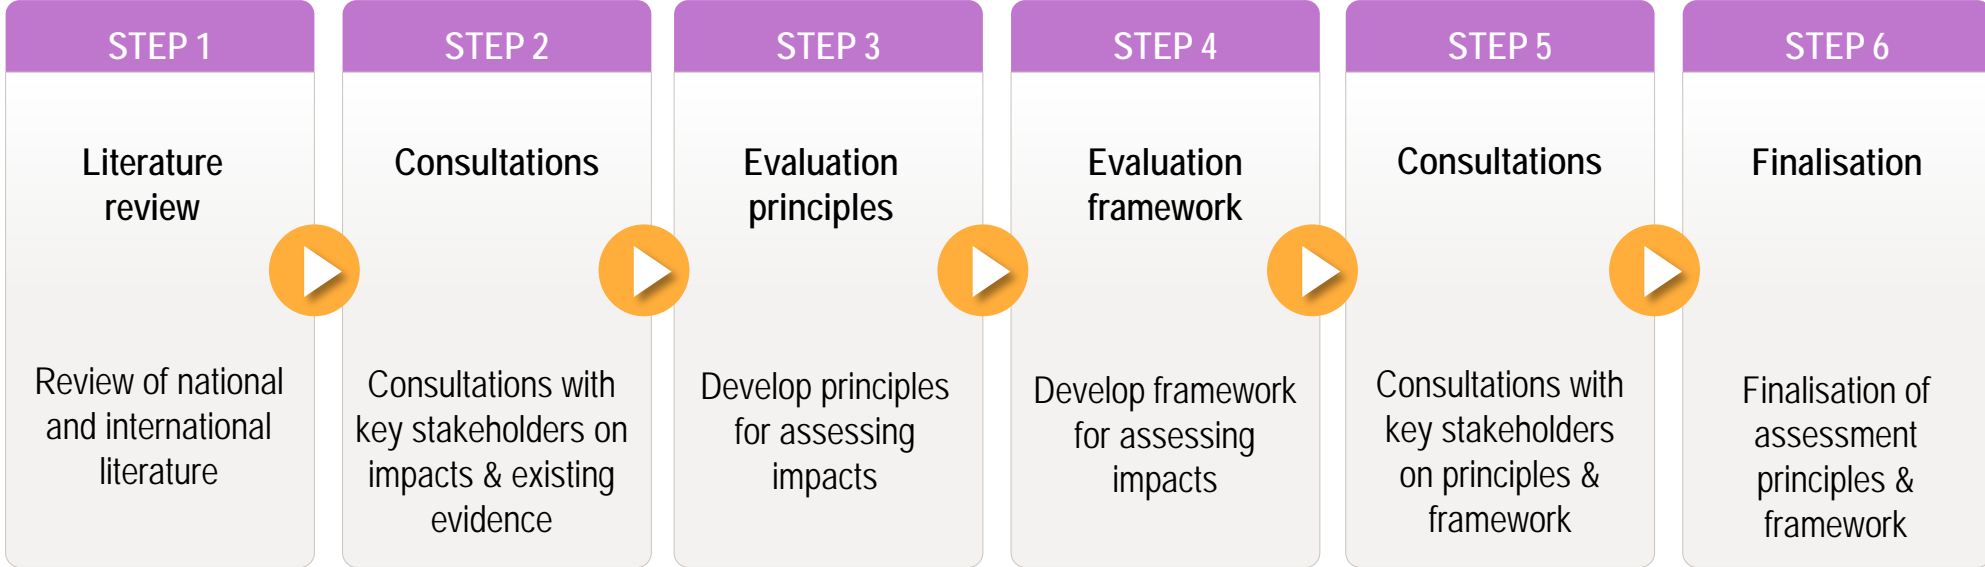 STEP 1
Literature
review
Review of national
and international
literature
STEP 2
Consultations
Consultations with
key stakeholders on
impacts & existing
evidence
STEP 3
Evaluation
principles
Develop principles
for assessing
impacts
STEP 4
Evaluation
framework
Develop framework
for assessing
impacts
STEP 5
Consultations
Consultations with
key stakeholders
on principles &
framework
STEP 6
Finalisation
Finalisation of
assessment
principles &
framework